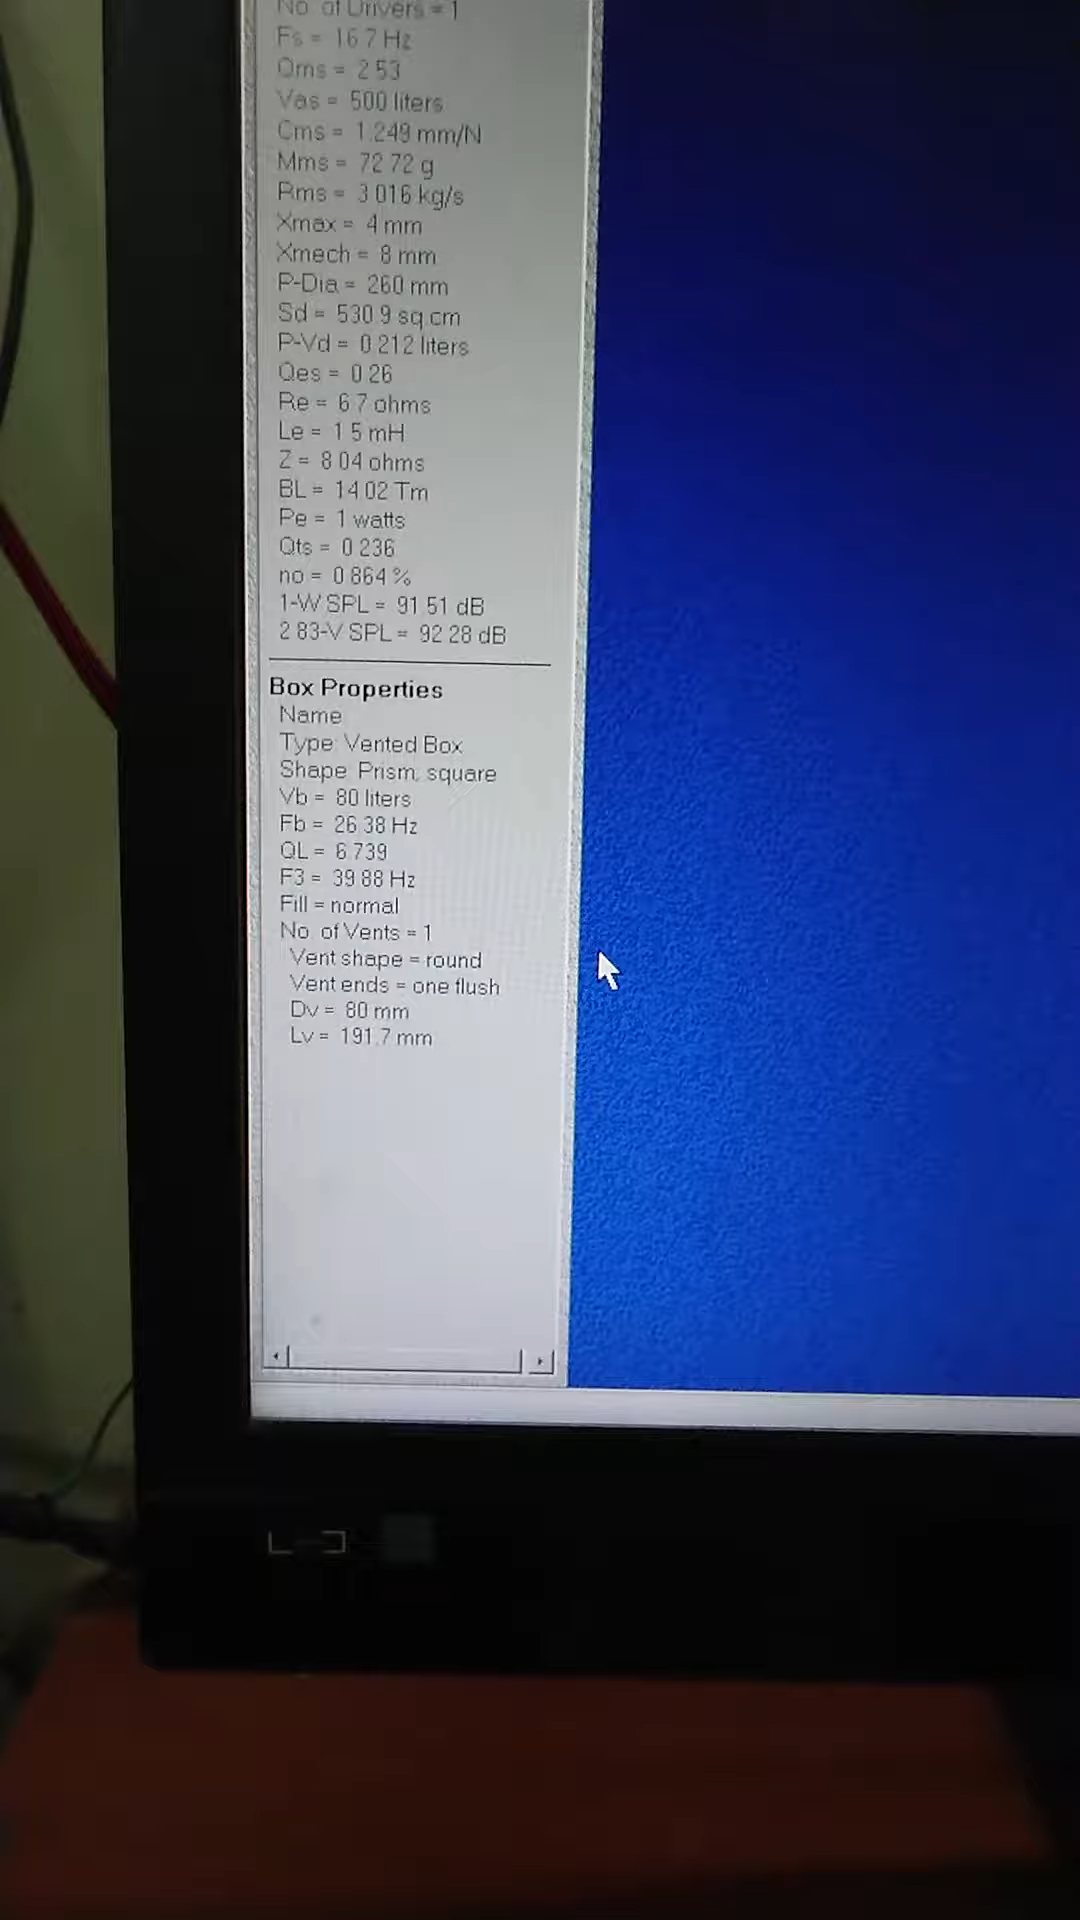 No. of Drivers = 1
Fs = 16.7 Hz
Qms = 2.53
Vas = 500 liters
Cms = 1.249 mm/N
Mms = 72.72 g
Rms = 3.016 kg/s
Xmax = 4 mm
Xmech = 8 mm
P-Dia = 260 mm
Sd = 530.9 sq.cm
P-Vd = 0.212 liters
Qes = 0.26
Re = 6.7 ohms
Le = 1.5 mH
Z = 8.04 ohms
BL = 14.02 Tm
Pe = 1 watts
Qts = 0.236
no = 0.864 %
1-W SPL = 91.51 dB
2.83-V SPL = 92.28 dB
Box Properties
Name:
Type: Vented Box
Shape: Prism, square
Vb = 80 liters
Fb = 26.38 Hz
QL = 6.739
F3 = 39.88 Hz
Fill = normal
No. of Vents = 1
Vent shape = round
Vent ends = one flush
Dv = 80 mm
Lv = 191.7 mm